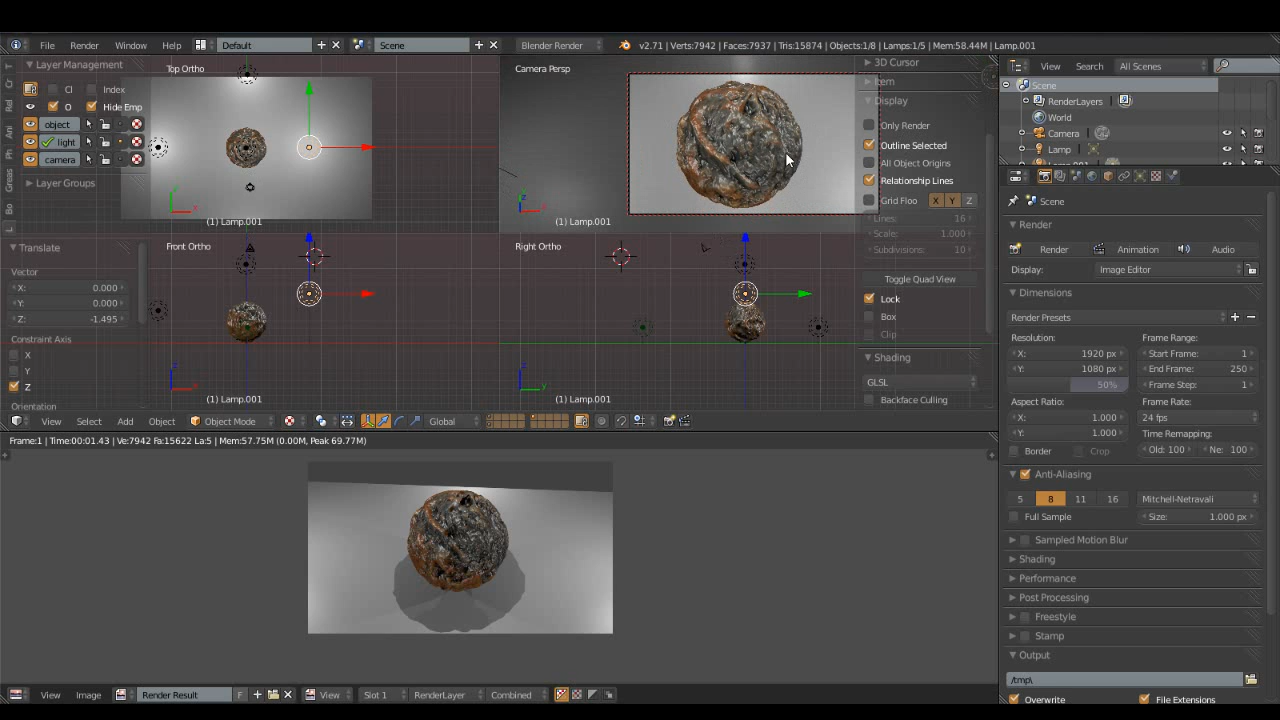 File Render Window Help Default Scene Blender Render v2.71 | Verts:7942 | Faces:7937 | Tris:15874 | Objects:1/8 | Lamps:1/5 | Mem:58.44M | Lamp.001
Layer Management
Cl Index
O Hide Emp
object
light
camera
Layer Groups
Top Ortho
(1) Lamp.001
Camera Persp
(1) Lamp.001
3D Cursor
Item
Display
Only Render
Outline Selected
All Object Origins
Relationship Lines
Grid Floo X Y Z
Lines: 16
Scale: 1.000
Subdivisions: 10
Toggle Quad View
Lock
Box
Clip
Shading
GLSL
Backface Culling
Translate
Vector
X: 0.000
Y: 0.000
Z: -1.495
Constraint Axis
X
Y
Z
Orientation
Front Ortho
(1) Lamp.001
Right Ortho
(1) Lamp.001
View Select Add Object Object Mode Global
Frame:1 | Time:00:01.43 | Ve:7942 Fa:15622 La:5 | Mem:57.75M (0.00M, Peak 69.77M)
View Image Render Result F View Slot 1 RenderLayer Combined
View Search All Scenes
Scene
RenderLayers
World
Camera
Lamp
Scene
Render
Render Animation Audio
Display: Image Editor
Dimensions
Render Presets
Resolution: Frame Range:
X: 1920 px Start Frame: 1
Y: 1080 px End Frame: 250
50% Frame Step: 1
Aspect Ratio: Frame Rate:
X: 1.000 24 fps
Y: 1.000 Time Remapping:
Border Crop Old: 100 Ne: 100
Anti-Aliasing
5 8 11 16 Mitchell-Netravali
Full Sample Size: 1.000 px
Sampled Motion Blur
Shading
Performance
Post Processing
Freestyle
Stamp
Output
/tmp\
Overwrite File Extensions